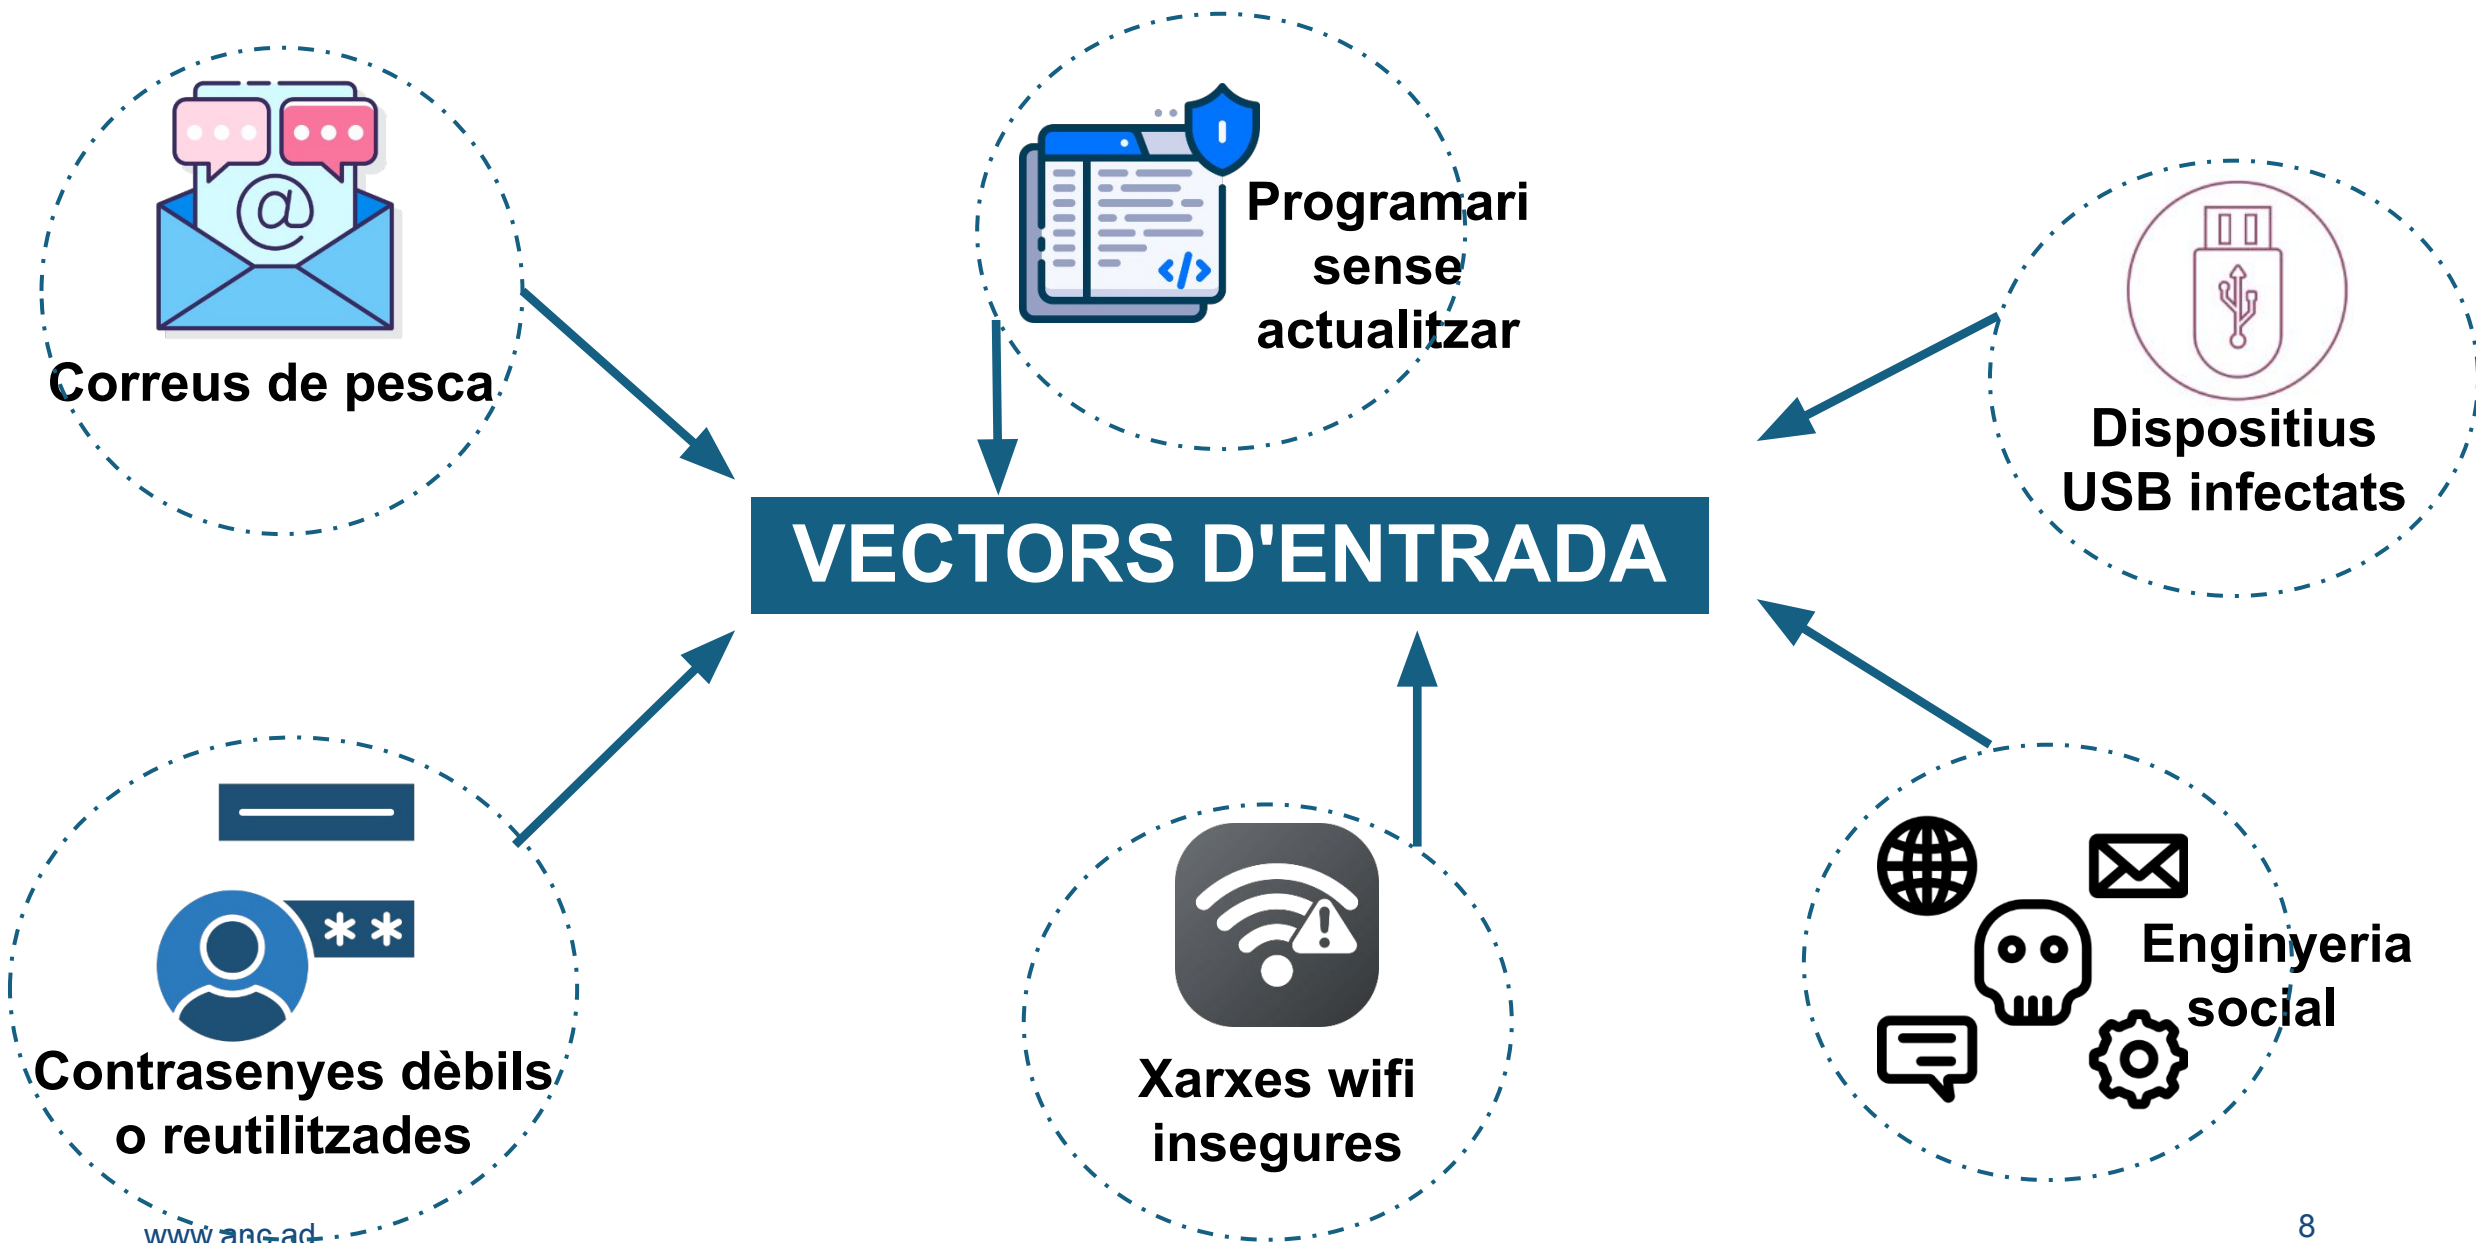 Correus de pesca
Programari
sense
actualitzar
Dispositius
USB infectats
VECTORS D'ENTRADA
Contrasenyes dèbils
o reutilitzades
Xarxes wifi
insegures
Enginyeria
social
www.anc.ad
8